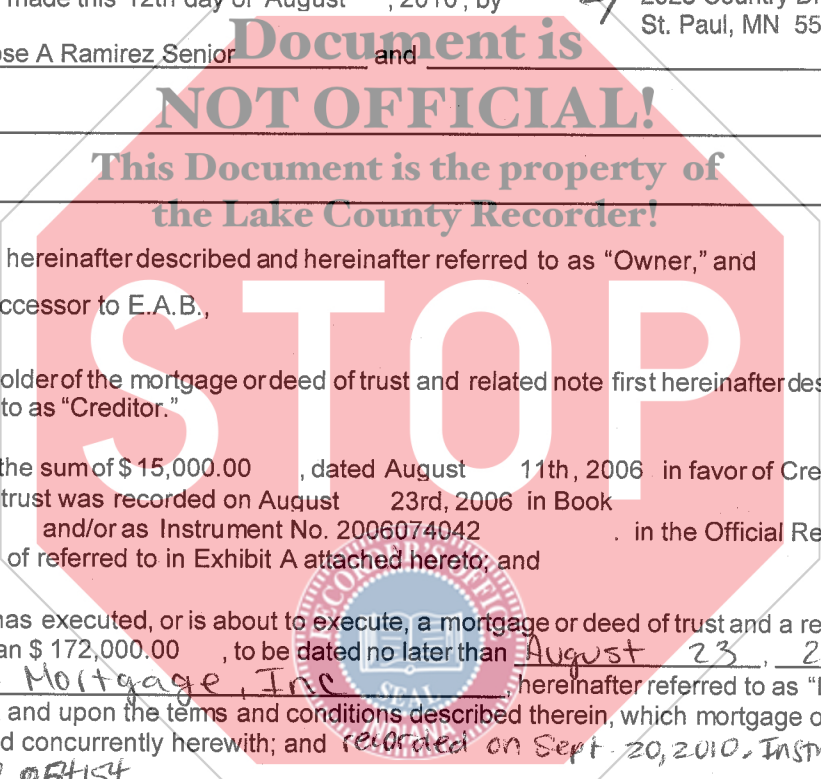 made this 12th day of August , 2010, by
St. Paul, MN 55
ose A Ramirez Senior and
Document is
NOT OFFICIAL!
This Document is the property of
the Lake County Recorder!
hereinafter described and hereinafter referred to as “Owner,” and
ccessor to E.A.B.,
STOP
older of the mortgage or deed of trust and related note first hereinafter des
to as “Creditor.”
the sum of $ 15,000.00 , dated August 11th, 2006 in favor of Cre
trust was recorded on August 23rd, 2006 in Book
and/or as Instrument No. 2006074042 . in the Official Re
of referred to in Exhibit A attached hereto; and
RECORDER'S OFFIC
has executed, or is about to execute, a mortgage or deed of trust and a re
an $ 172,000.00 , to be dated no later than August 23, 2
Mortgage, Inc , hereinafter referred to as “
SEAL
and upon the terms and conditions described therein, which mortgage o
INDIANA
d concurrently herewith; and recorded on Sept. 20, 2010, Instr
054154